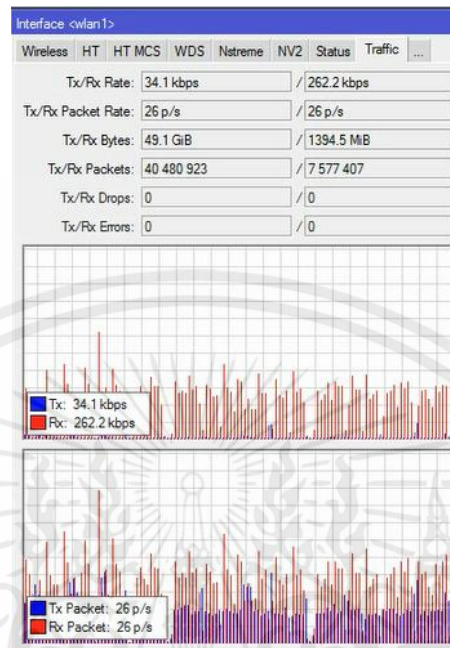 Interface <wlan1>
Wireless HT HT MCS WDS Nstreme NV2 Status Traffic ...
Tx/Rx Rate: 34.1 kbps / 262.2 kbps
Tx/Rx Packet Rate: 26 p/s / 26 p/s
Tx/Rx Bytes: 49.1 GiB / 1394.5 MiB
Tx/Rx Packets: 40 480 923 / 7 577 407
Tx/Rx Drops: 0 / 0
Tx/Rx Errors: 0 / 0
Tx: 34.1 kbps
Rx: 262.2 kbps
Tx Packet: 26 p/s
Rx Packet: 26 p/s